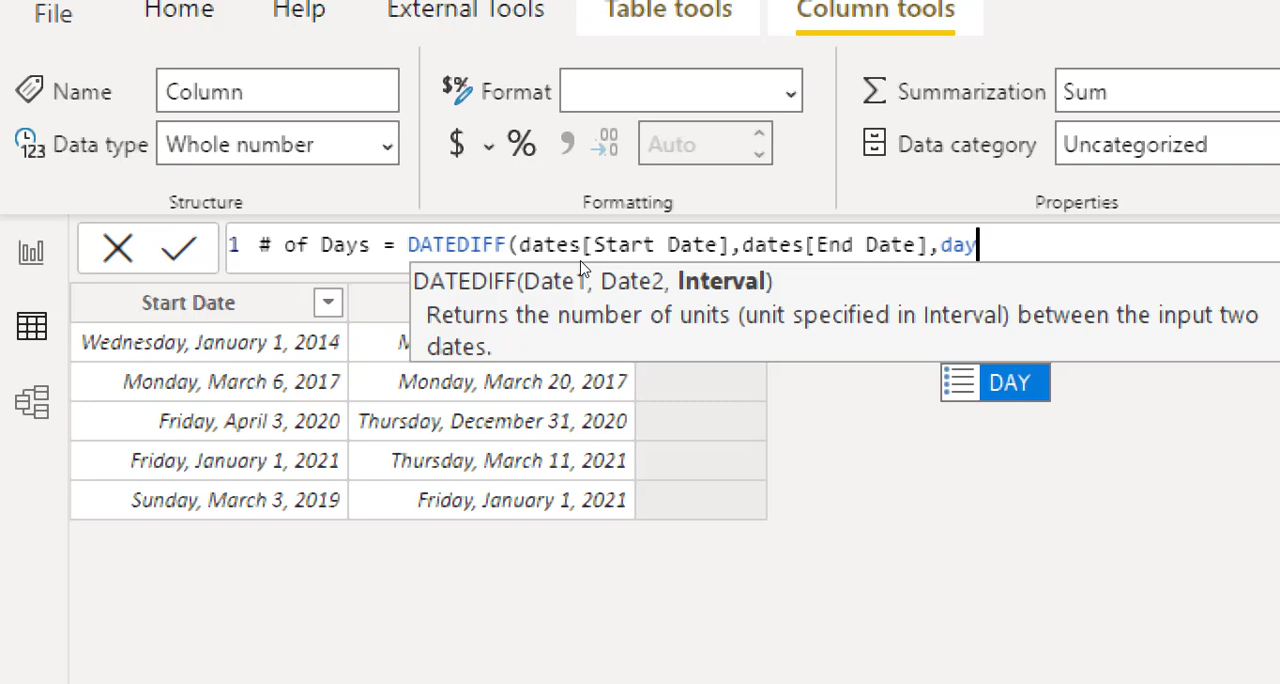 File Home Help External Tools Table tools Column tools
Name Column $% Format Σ Summarization Sum
123 Data type Whole number $ % , .00 →.0 Auto Data category Uncategorized
Structure Formatting Properties
1 # of Days = DATEDIFF(dates[Start Date],dates[End Date],day
DATEDIFF(Date1, Date2, Interval)
Start Date
Returns the number of units (unit specified in Interval) between the input two
Wednesday, January 1, 2014 M
dates.
Monday, March 6, 2017 Monday, March 20, 2017 DAY
Friday, April 3, 2020 Thursday, December 31, 2020
Friday, January 1, 2021 Thursday, March 11, 2021
Sunday, March 3, 2019 Friday, January 1, 2021